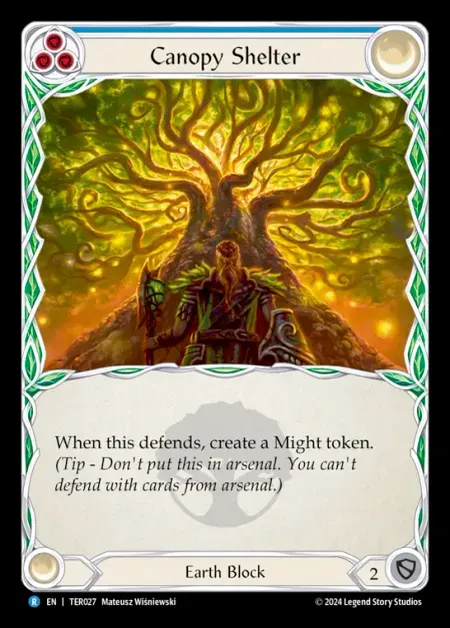 Canopy Shelter
When this defends, create a Might token.
(Tip - Don't put this in arsenal. You can't
defend with cards from arsenal.)
Earth Block
2
R EN | TER027 Mateusz Wiśniewski
© 2024 Legend Story Studios